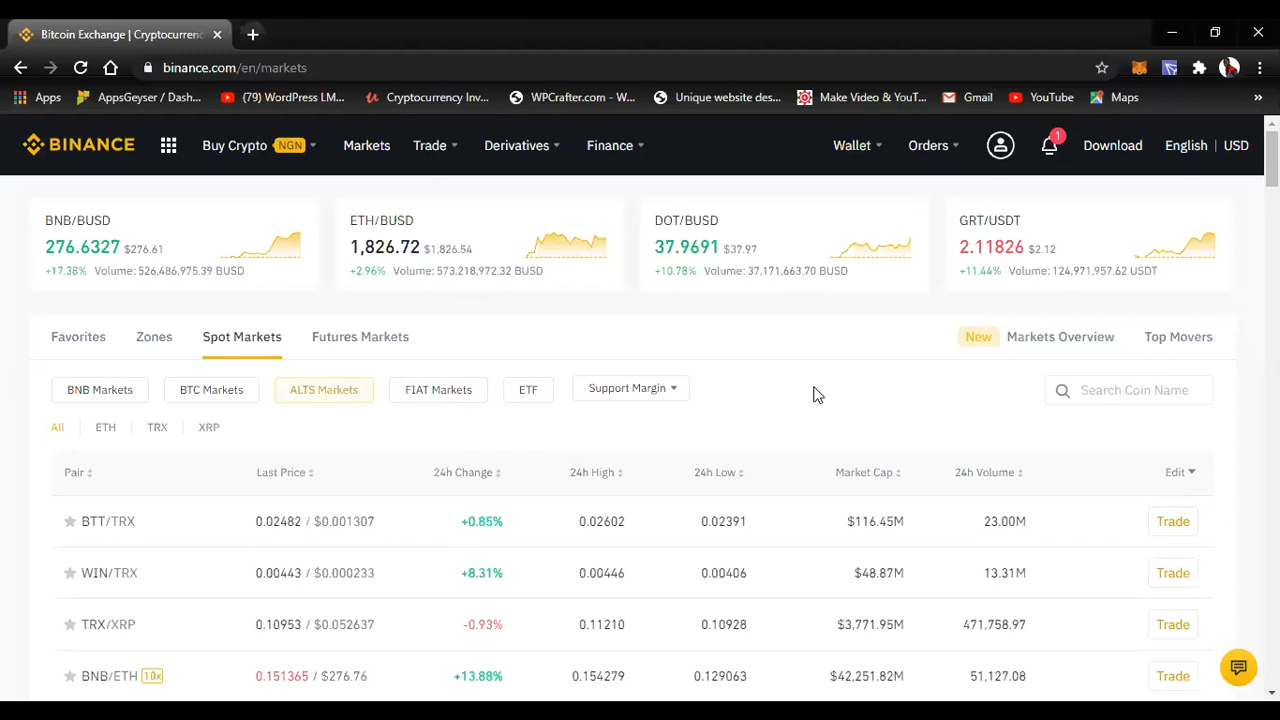 Bitcoin Exchange | Cryptocurrenc
binance.com/en/markets
Apps AppsGeyser / Dash... (79) WordPress LM... Cryptocurrency Inv... WPCrafter.com - W... Unique website des... Make Video & YouT... Gmail YouTube Maps »
BINANCE Buy Crypto NGN Markets Trade Derivatives Finance Wallet Orders 1 Download English | USD
BNB/BUSD ETH/BUSD DOT/BUSD GRT/USDT
276.6327 $276.61 1,826.72 $1,826.54 37.9691 $37.97 2.11826 $2.12
+17.38% Volume: 526,486,975.39 BUSD +2.96% Volume: 573,218,972.32 BUSD +10.78% Volume: 37,171,663.70 BUSD +11.44% Volume: 124,971,957.62 USDT
Favorites Zones Spot Markets Futures Markets New Markets Overview Top Movers
BNB Markets BTC Markets ALTS Markets FIAT Markets ETF Support Margin Search Coin Name
All ETH TRX XRP
Pair Last Price 24h Change 24h High 24h Low Market Cap 24h Volume Edit
BTT/TRX 0.02482 / $0.001307 +0.85% 0.02602 0.02391 $116.45M 23.00M Trade
WIN/TRX 0.00443 / $0.000233 +8.31% 0.00446 0.00406 $48.87M 13.31M Trade
TRX/XRP 0.10953 / $0.052637 -0.93% 0.11210 0.10928 $3,771.95M 471,758.97 Trade
BNB/ETH 10x 0.151365 / $276.76 +13.88% 0.154279 0.129063 $42,251.82M 51,127.08 Trade